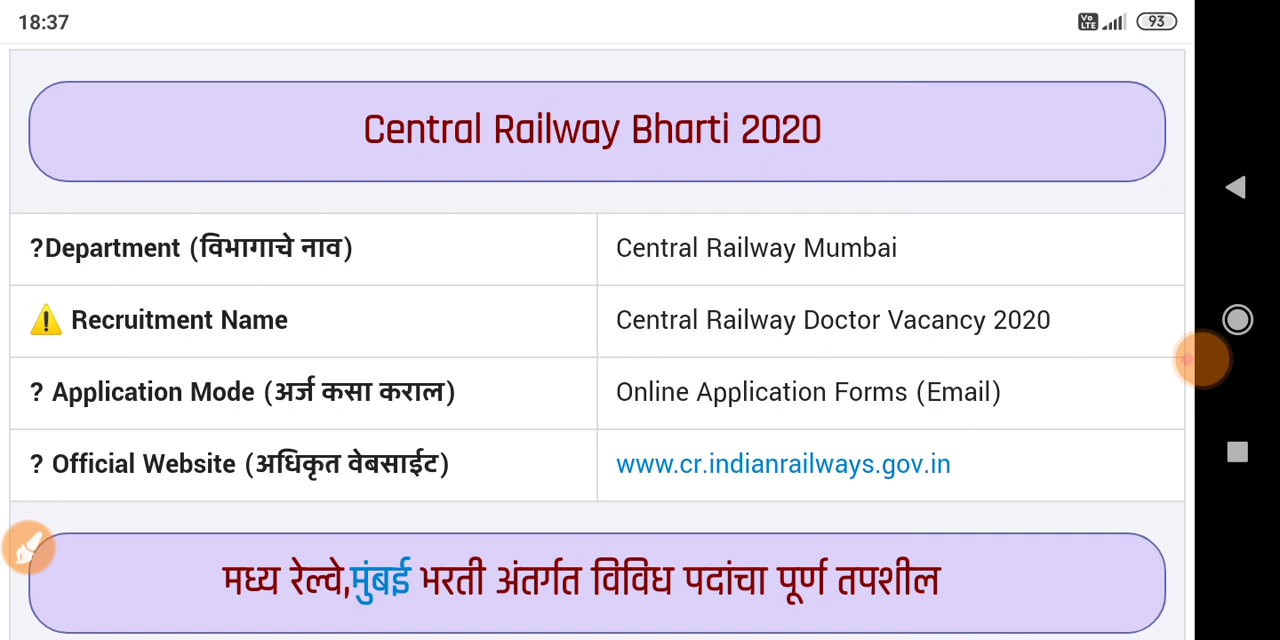 18:37
Vo LTE 93
Central Railway Bharti 2020
?Department (विभागाचे नाव) Central Railway Mumbai
⚠️ Recruitment Name Central Railway Doctor Vacancy 2020
? Application Mode (अर्ज कसा कराल) Online Application Forms (Email)
? Official Website (अधिकृत वेबसाईट) www.cr.indianrailways.gov.in
मध्य रेल्वे,मुंबई भरती अंतर्गत विविध पदांचा पूर्ण तपशील